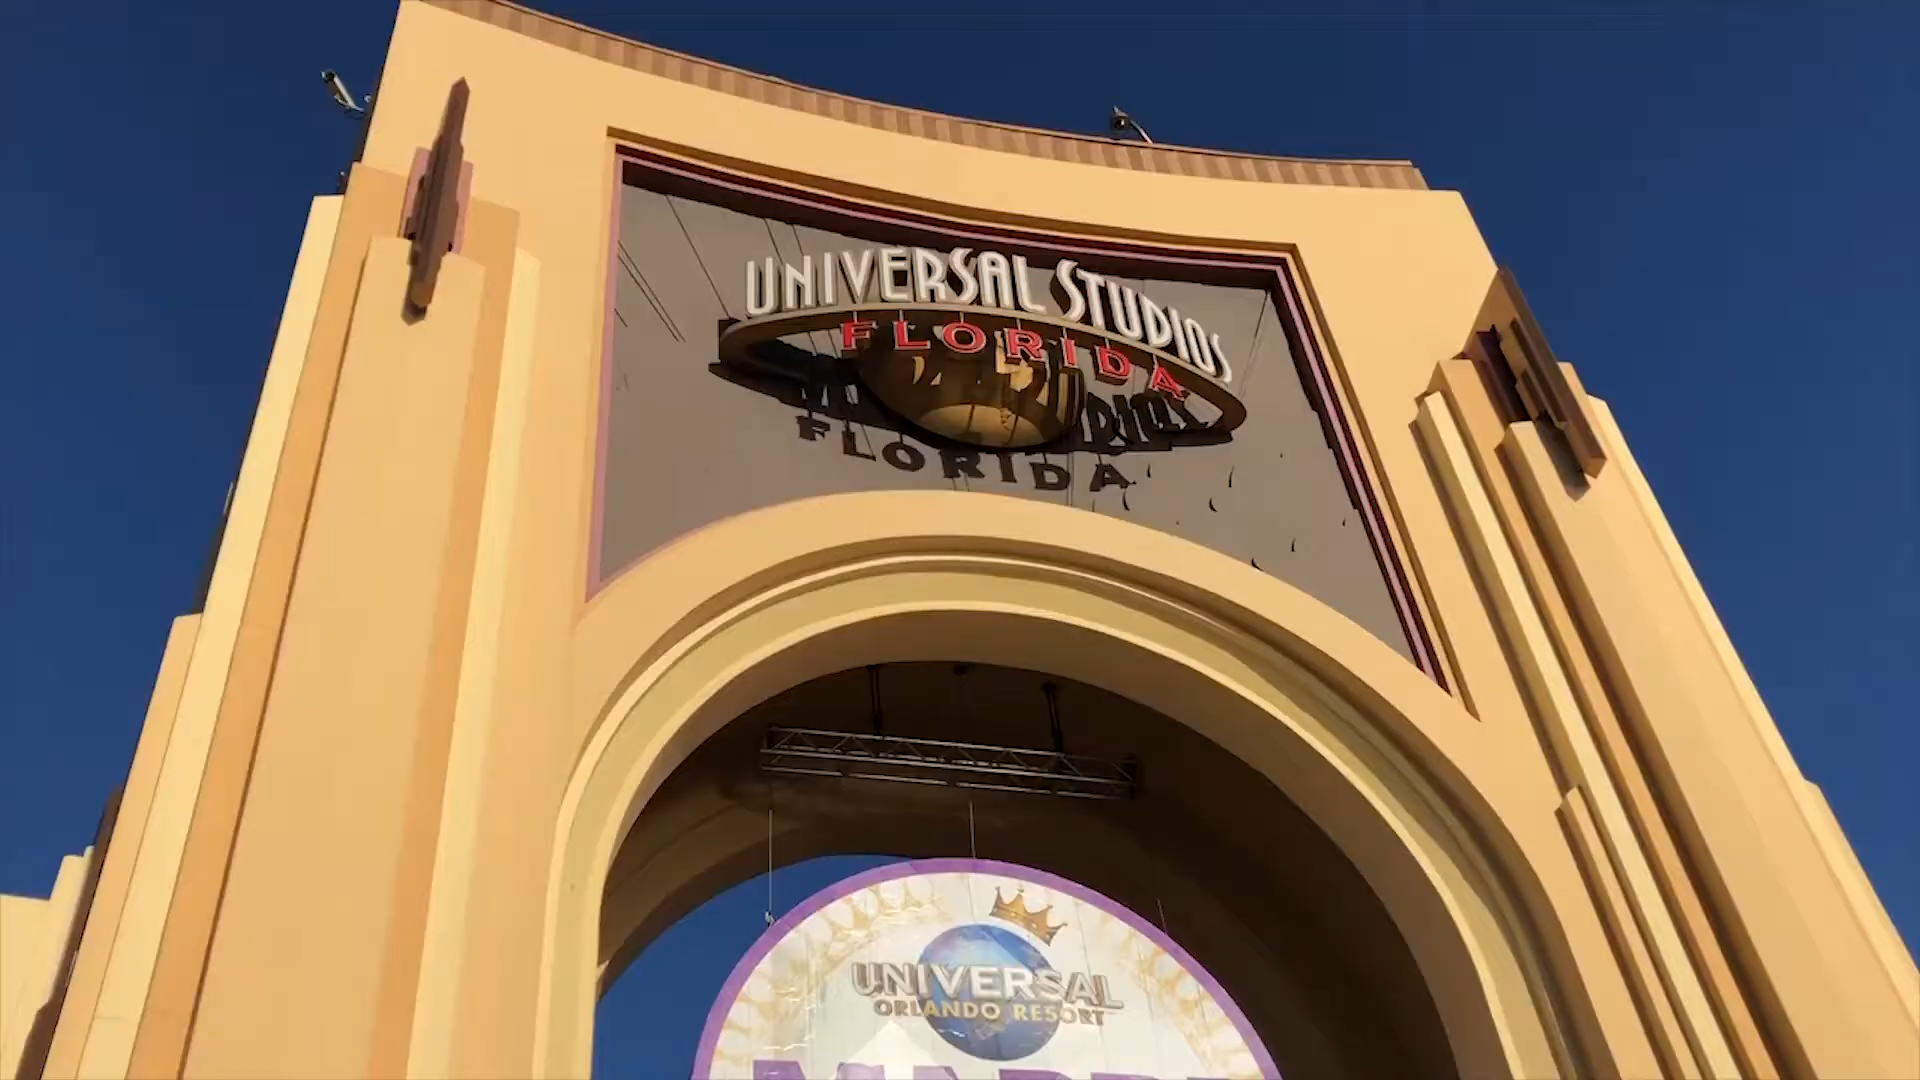 UNIVERSAL STUDIOS
FLORIDA
FLORIDA
UNIVERSAL
ORLANDO RESORT